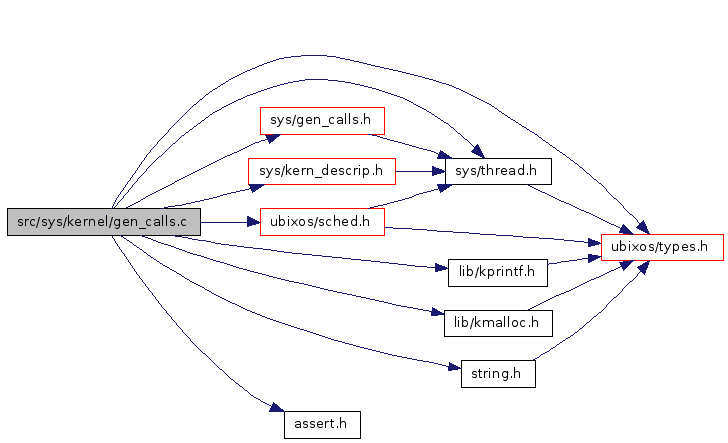 sys/gen_calls.h
sys/kern_descrip.h
sys/thread.h
src/sys/kernel/gen_calls.c
ubixos/sched.h
ubixos/types.h
lib/kprintf.h
lib/kmalloc.h
string.h
assert.h